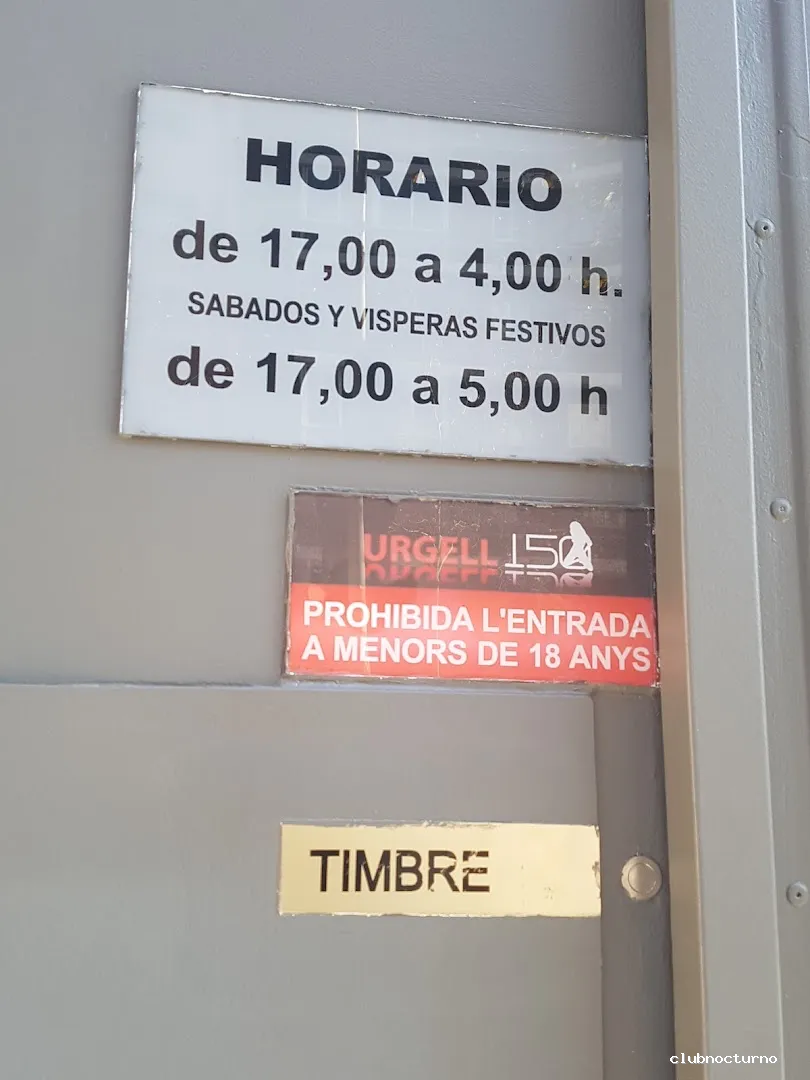 HORARIO
de 17,00 a 4,00 h.
SABADOS Y VISPERAS FESTIVOS
de 17,00 a 5,00 h
URGELL 150
PROHIBIDA L'ENTRADA
A MENORS DE 18 ANYS
TIMBRE
clubnocturno